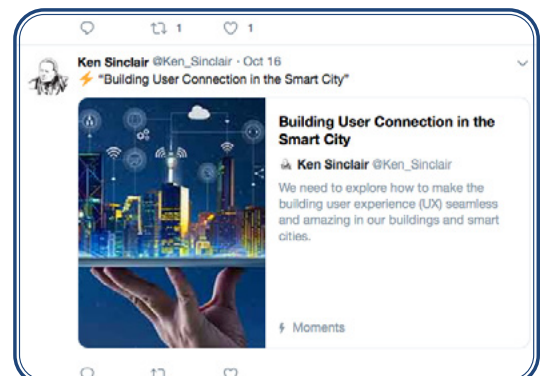 1 1
Ken Sinclair @Ken_Sinclair · Oct 16
⚡ “Building User Connection in the Smart City”
Building User Connection in the
Smart City
Ken Sinclair @Ken_Sinclair
We need to explore how to make the
building user experience (UX) seamless
and amazing in our buildings and smart
cities.
Moments